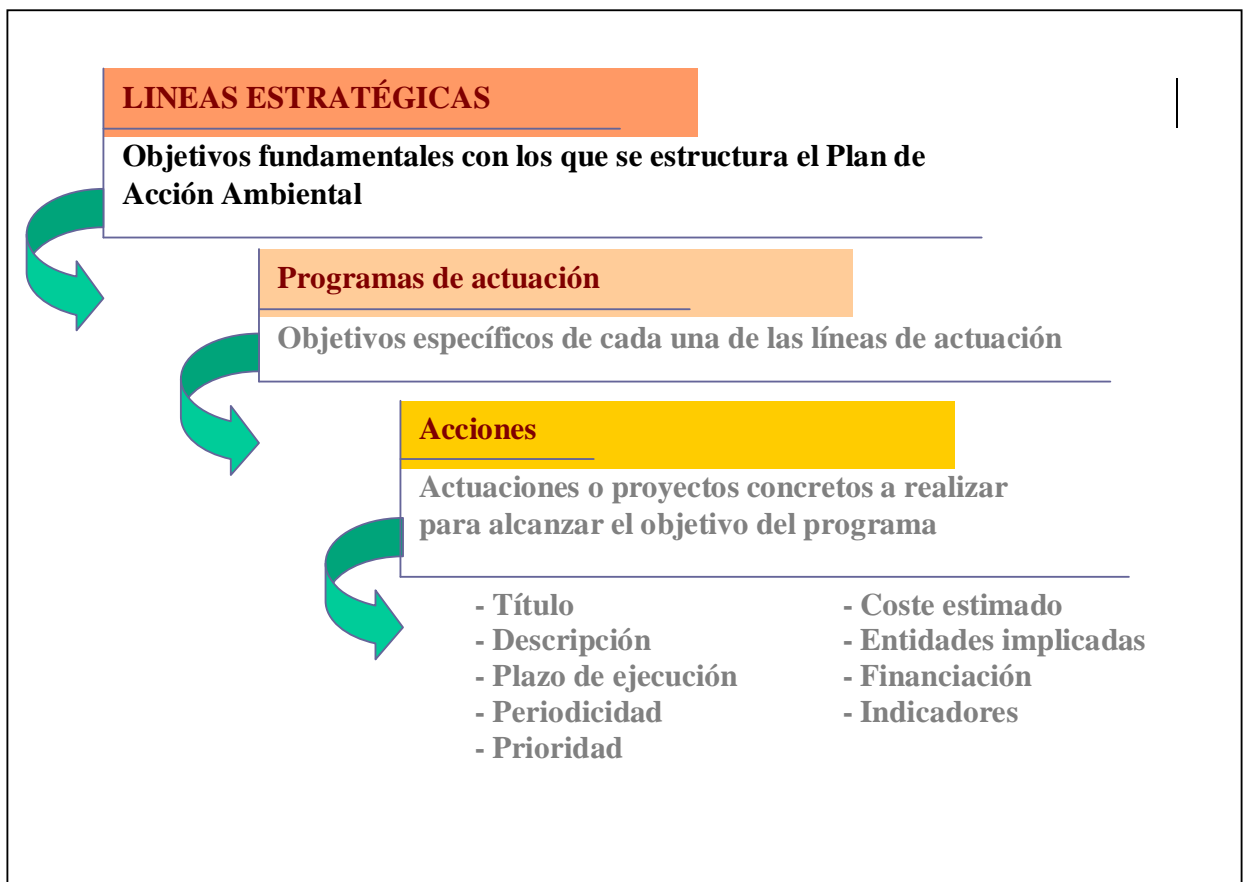 LINEAS ESTRATÉGICAS
Objetivos fundamentales con los que se estructura el Plan de
Acción Ambiental
Programas de actuación
Objetivos específicos de cada una de las líneas de actuación
Acciones
Actuaciones o proyectos concretos a realizar
para alcanzar el objetivo del programa
- Título
- Descripción
- Plazo de ejecución
- Periodicidad
- Prioridad
- Coste estimado
- Entidades implicadas
- Financiación
- Indicadores